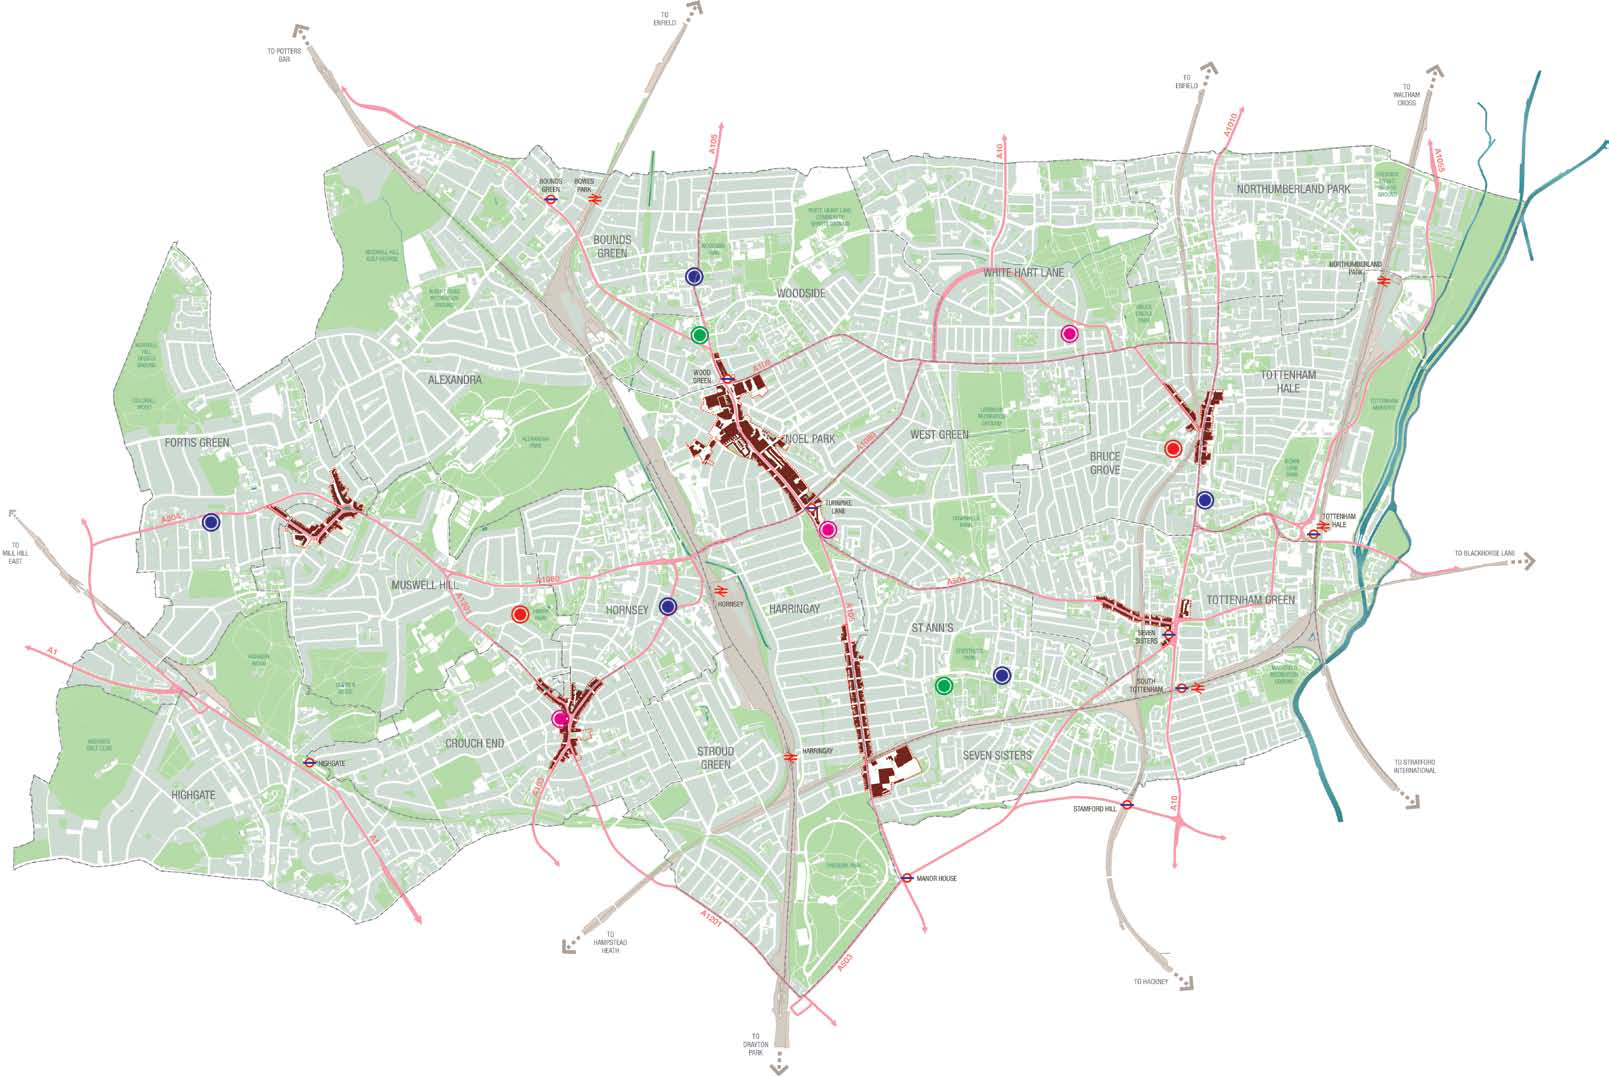 TO
ENFIELD
TO POTTERS
BAR
TO
ENFIELD
TO
WALTHAM
CROSS
A105
A10
A1010
A1055
BOUNDS
GREEN
BOWES
PARK
NORTHUMBERLAND PARK
BOUNDS
GREEN
WOODSIDE
WHITE HART LANE
NORTHUMBERLAND
PARK
ALEXANDRA
WOOD
GREEN
A109
TOTTENHAM
HALE
FORTIS GREEN
ALEXANDRA
PARK
NOEL PARK
A1080
WEST GREEN
BRUCE
GROVE
A504
TURNPIKE
LANE
TOTTENHAM
HALE
TO
MILL HILL
EAST
TO BLACKHORSE LANE
MUSWELL HILL
A1080
A1201
HORNSEY
HORNSEY
HARRINGAY
A105
A504
ST ANN'S
TOTTENHAM GREEN
SEVEN
SISTERS
A1
SOUTH
TOTTENHAM
CROUCH END
STROUD
GREEN
HARRINGAY
SEVEN SISTERS
HIGHGATE
HIGHGATE
A103
TO STRATFORD
INTERNATIONAL
STAMFORD HILL
A10
A1
MANOR HOUSE
A1201
A503
TO
HAMPSTEAD
HEATH
TO HACKNEY
TO
DRAYTON
PARK